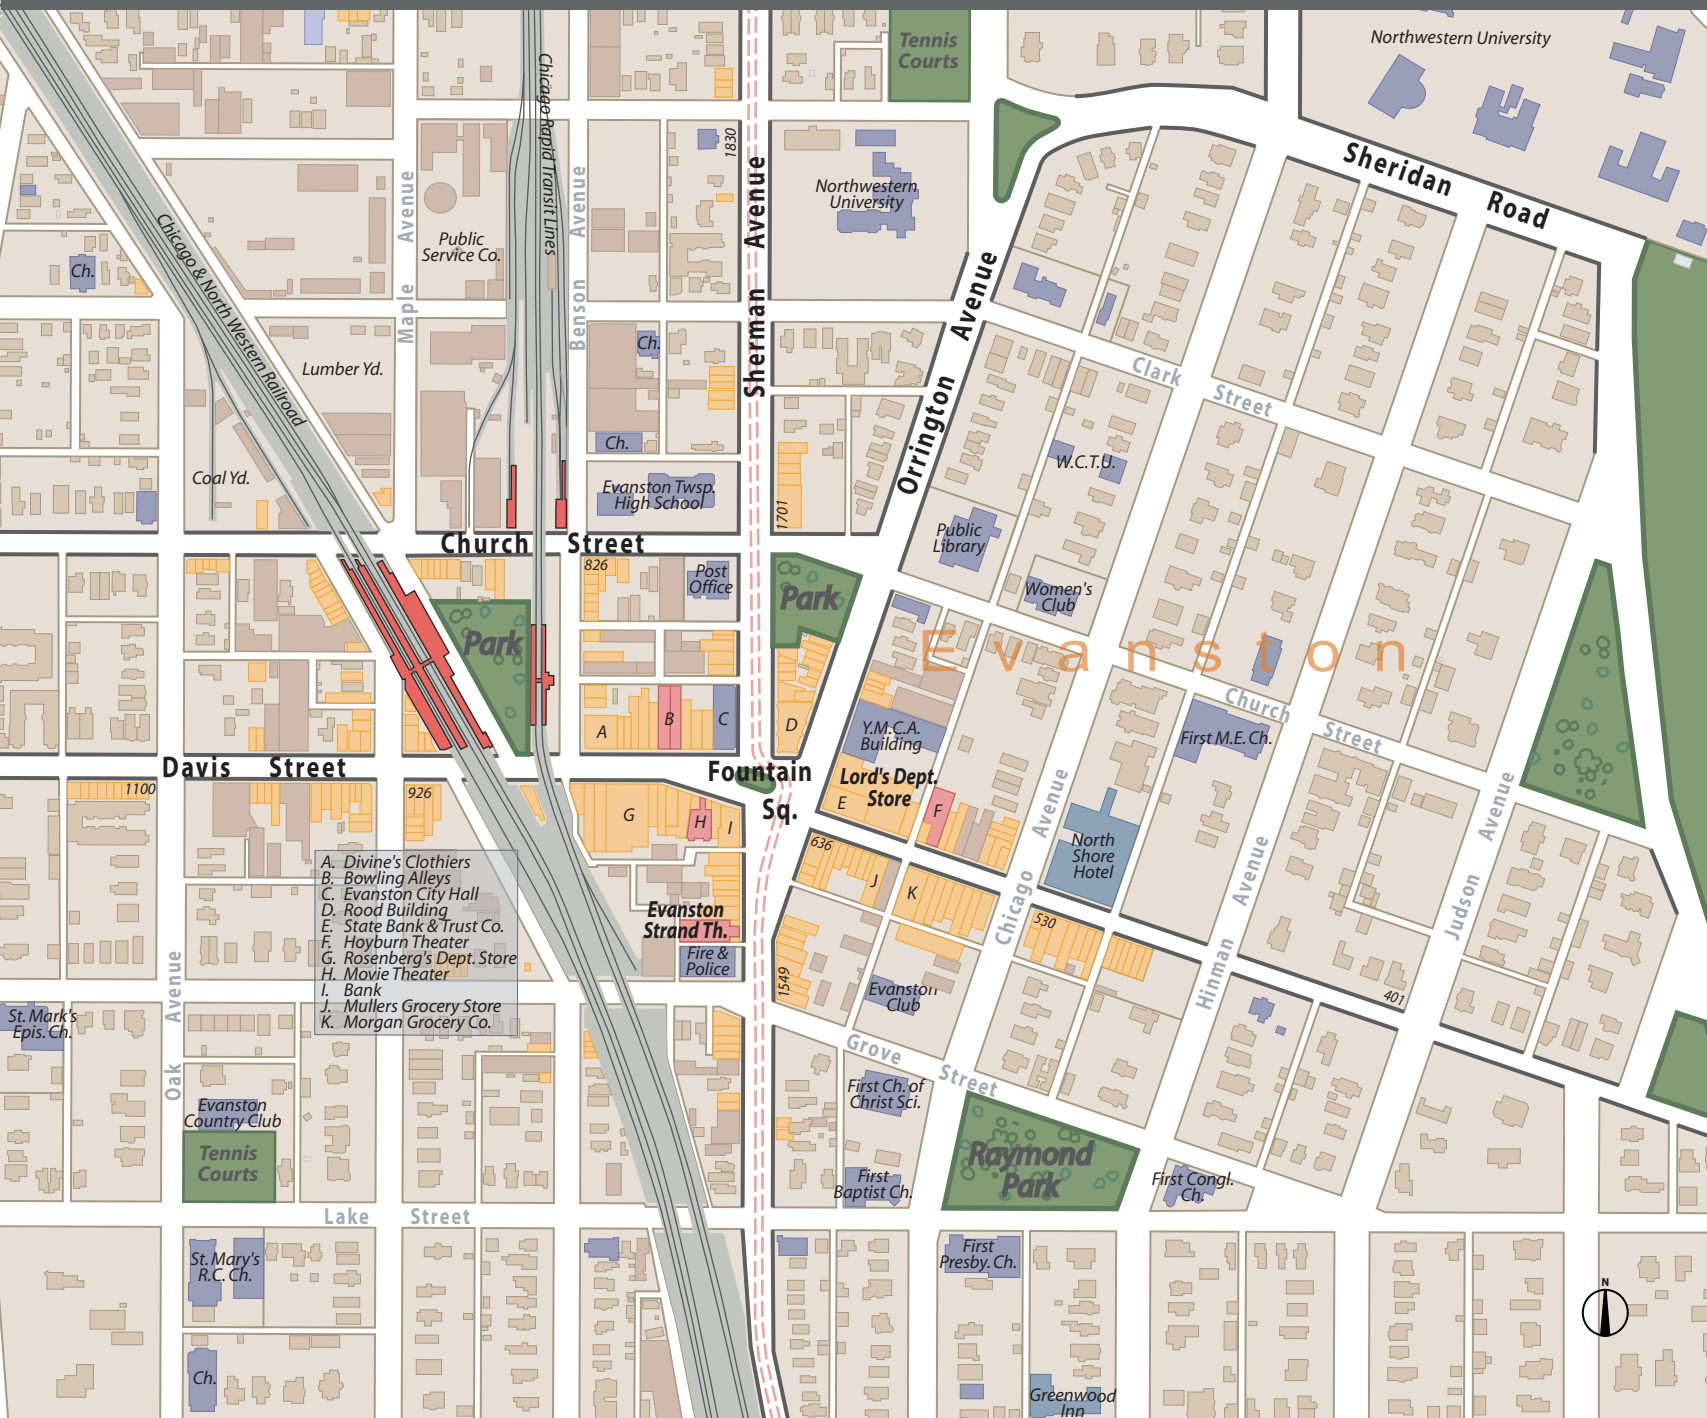 Northwestern University
Tennis
Courts
Chicago Rapid Transit Lines
1830
Sheridan Road
Northwestern
University
Maple Avenue
Benson Avenue
Sherman Avenue
Sherman Avenue
Public
Service Co.
Chicago & North Western Railroad
Ch.
Orrington Avenue
Ch.
Lumber Yd.
Clark Street
Ch.
W.C.T.U.
Coal Yd.
Evanston Twsp.
High School
1701
Public
Library
Church Street
826
Post
Office
Park
Women's
Club
Park
Evanston
A
B
C
D
Church Street
Y.M.C.A.
Building
First M.E. Ch.
Davis Street
Fountain
Sq.
Lord's Dept.
Store
E
F
1100
926
G
H
I
Chicago Avenue
Hinman Avenue
Judson Avenue
North
Shore
Hotel
636
J
K
A. Divine's Clothiers
B. Bowling Alleys
C. Evanston City Hall
D. Rood Building
E. State Bank & Trust Co.
F. Hoyburn Theater
G. Rosenberg's Dept. Store
H. Movie Theater
I. Bank
J. Mullers Grocery Store
K. Morgan Grocery Co.
Evanston
Strand Th.
530
Fire &
Police
1549
Evanston
Club
401
Oak Avenue
St. Mark's
Epis. Ch.
Grove Street
First Ch. of
Christ Sci.
Evanston
Country Club
Tennis
Courts
Raymond
Park
First
Baptist Ch.
First Congl.
Ch.
Lake Street
St. Mary's
R.C. Ch.
First
Presby. Ch.
N
Ch.
Greenwood
Inn